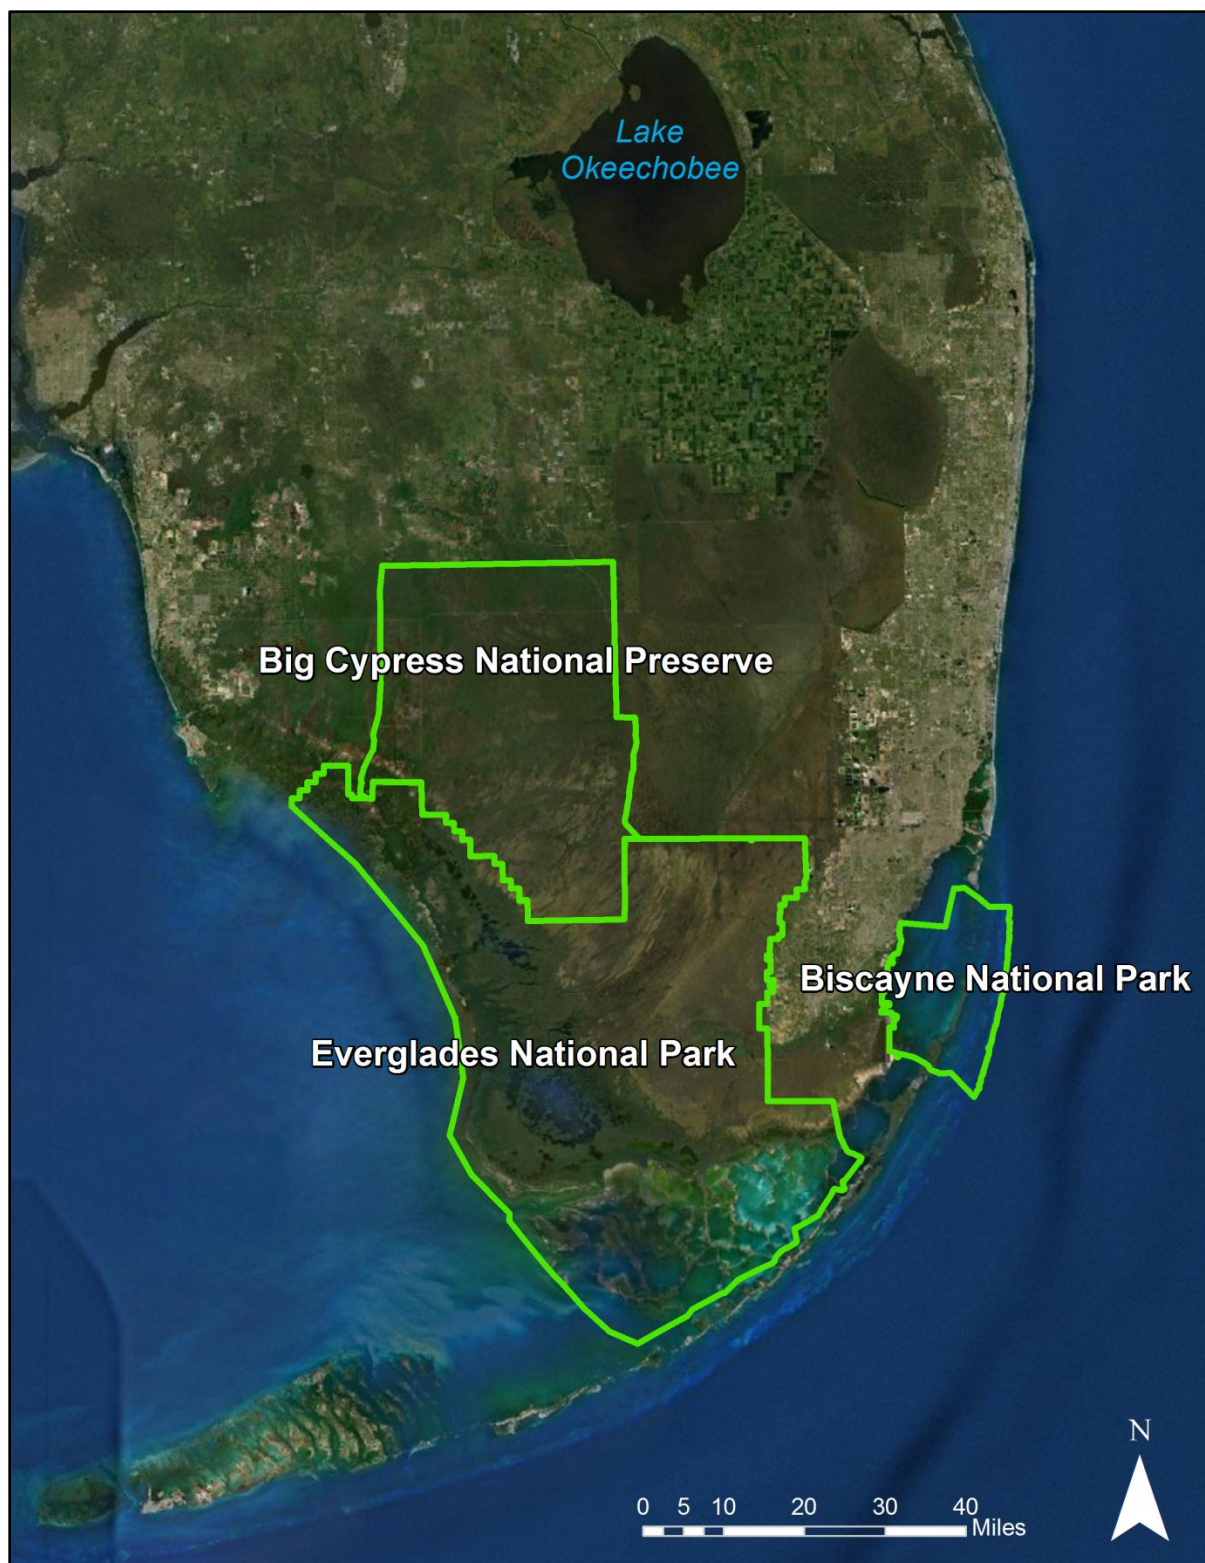 Lake
Okeechobee
Big Cypress National Preserve
Biscayne National Park
Everglades National Park
N
0 5 10 20 30 40
Miles